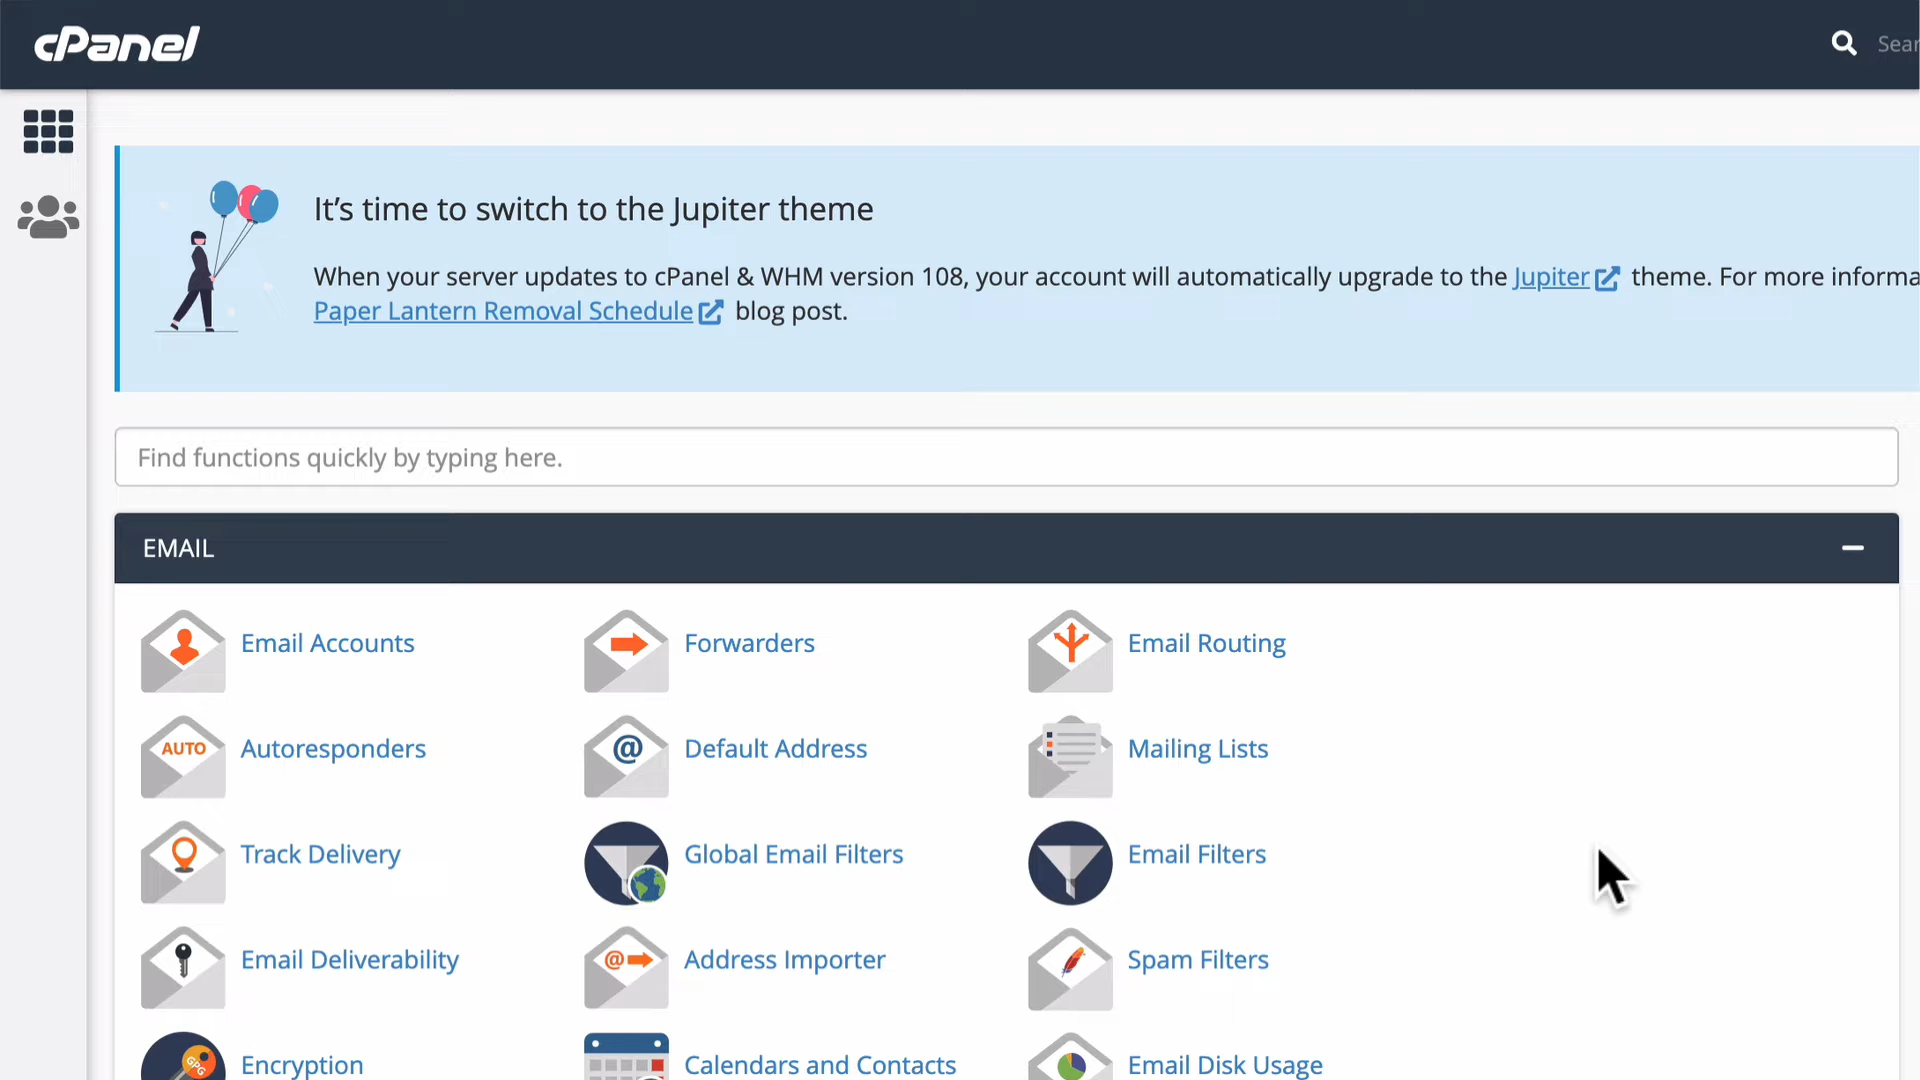 cPanel
Sear
It's time to switch to the Jupiter theme
When your server updates to cPanel & WHM version 108, your account will automatically upgrade to the Jupiter theme. For more informa
Paper Lantern Removal Schedule blog post.
Find functions quickly by typing here.
EMAIL
Email Accounts
Forwarders
Email Routing
AUTO
Autoresponders
@
Default Address
Mailing Lists
Track Delivery
Global Email Filters
Email Filters
Email Deliverability
@
Address Importer
Spam Filters
GPG
Encryption
Calendars and Contacts
Email Disk Usage